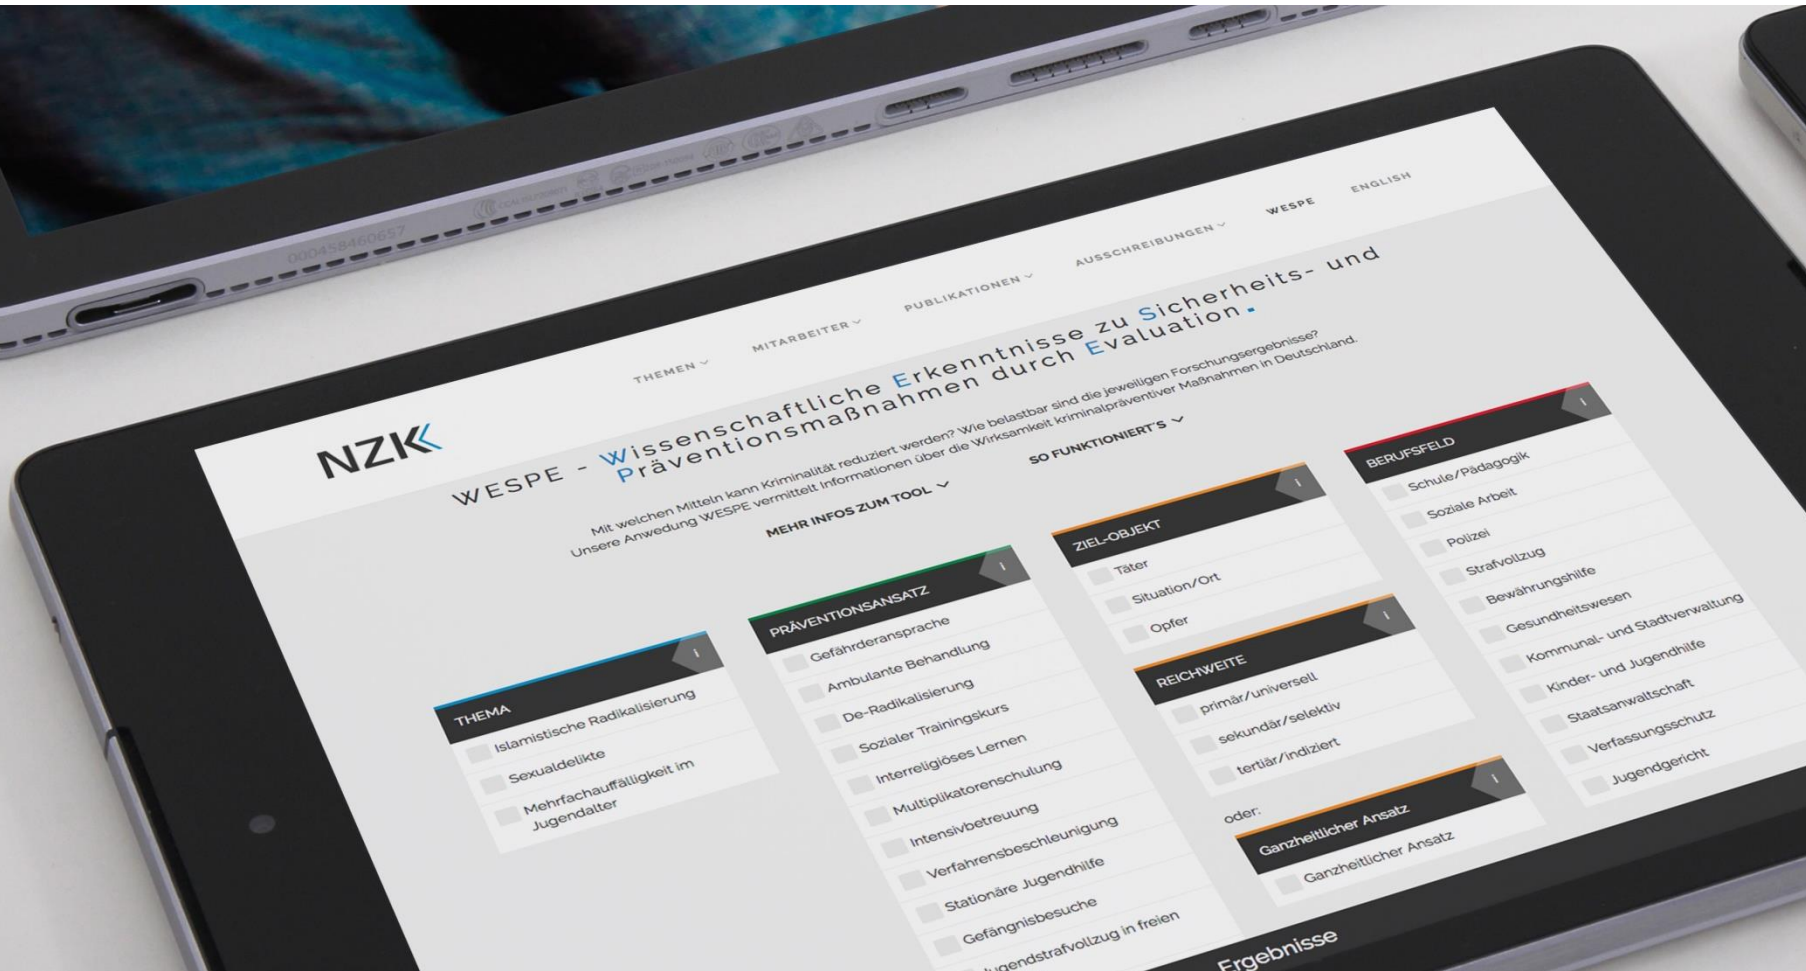 000458460657
NZK
THEMEN
MITARBEITER
PUBLIKATIONEN
AUSSCHREIBUNGEN
WESPE
ENGLISH
WESPE - Wissenschaftliche Erkenntnisse zu Sicherheits- und
Präventionsmaßnahmen durch Evaluation
Mit welchen Mitteln kann Kriminalität reduziert werden? Wie belastbar sind die jeweiligen Forschungsergebnisse?
Unsere Anwedung WESPE vermittelt Informationen über die Wirksamkeit kriminalpräventiver Maßnahmen in Deutschland.
MEHR INFOS ZUM TOOL
SO FUNKTIONIERT'S
THEMA
i
Islamistische Radikalisierung
Sexualdelikte
Mehrfachauffälligkeit im
Jugendalter
PRÄVENTIONSANSATZ
i
Gefährderansprache
Ambulante Behandlung
De-Radikalisierung
Sozialer Trainingskurs
Interreligiöses Lernen
Multiplikatorenschulung
Intensivbetreuung
Verfahrensbeschleunigung
Stationäre Jugendhilfe
Gefängnisbesuche
Jugendstrafvollzug in freien
ZIEL-OBJEKT
i
Täter
Situation/Ort
Opfer
REICHWEITE
i
primär/universell
sekundär/selektiv
tertiär/indiziert
oder:
Ganzheitlicher Ansatz
i
Ganzheitlicher Ansatz
BERUFSFELD
i
Schule/Pädagogik
Soziale Arbeit
Polizei
Strafvollzug
Bewährungshilfe
Gesundheitswesen
Kommunal- und Stadtverwaltung
Kinder- und Jugendhilfe
Staatsanwaltschaft
Verfassungsschutz
Jugendgericht
Ergebnisse